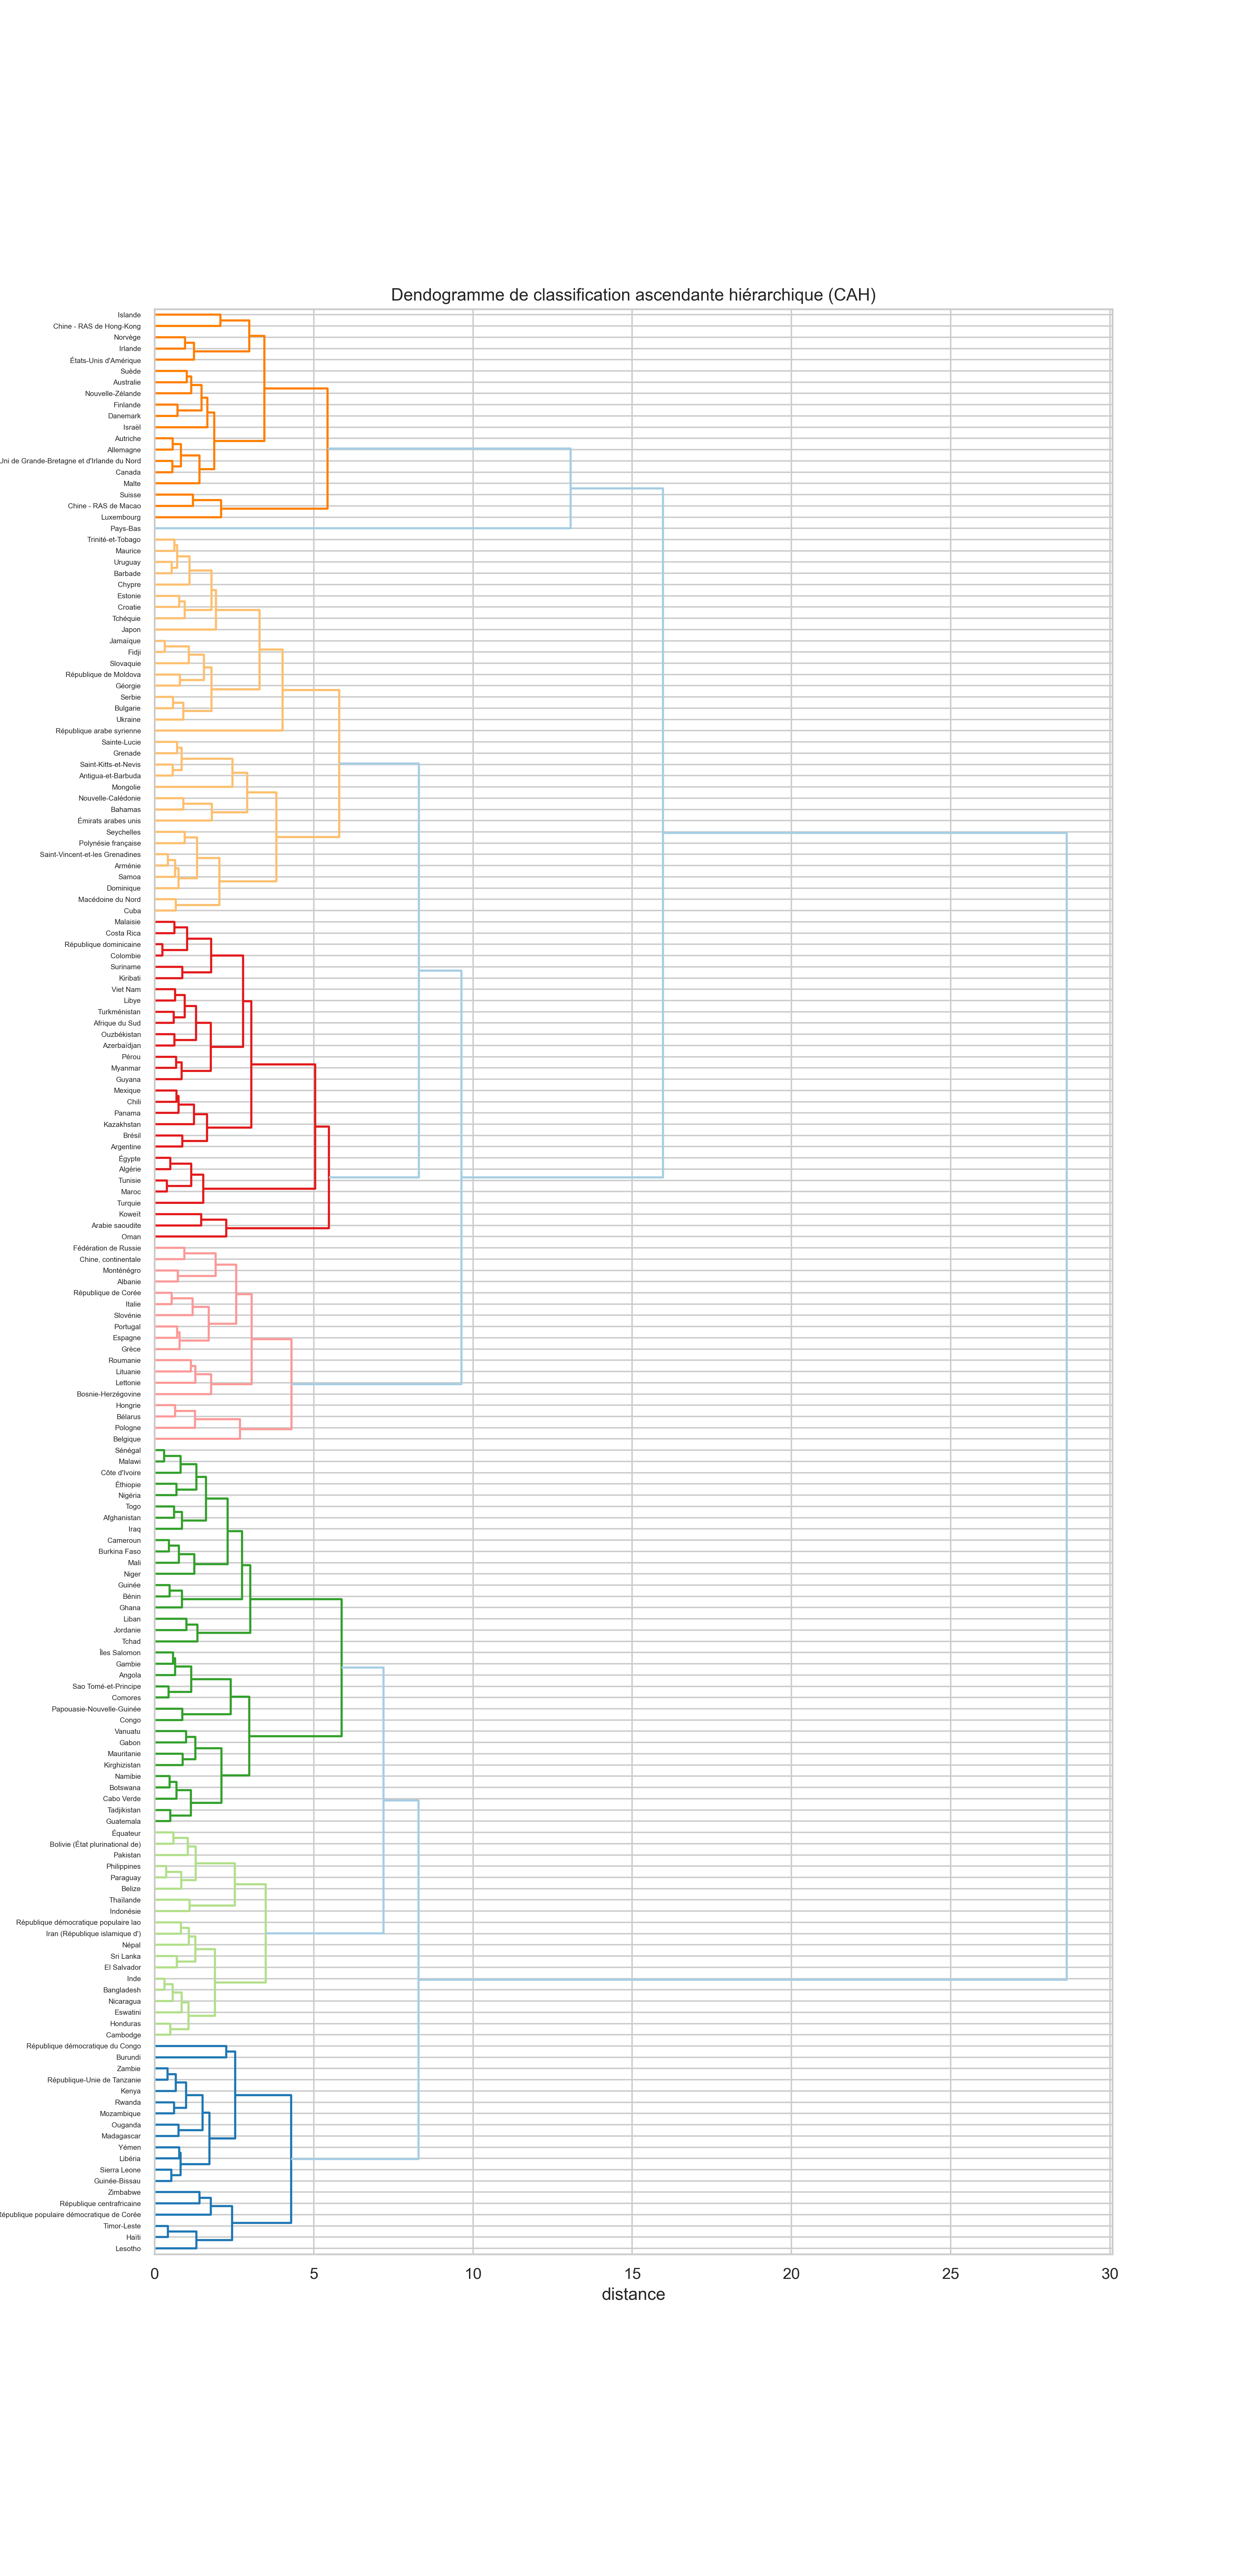 Dendogramme de classification ascendante hiérarchique (CAH)
Islande
Chine - RAS de Hong-Kong
Norvège
Irlande
États-Unis d'Amérique
Suède
Australie
Nouvelle-Zélande
Finlande
Danemark
Israël
Autriche
Allemagne
Uni de Grande-Bretagne et d'Irlande du Nord
Canada
Malte
Suisse
Chine - RAS de Macao
Luxembourg
Pays-Bas
Trinité-et-Tobago
Maurice
Uruguay
Barbade
Chypre
Estonie
Croatie
Tchéquie
Japon
Jamaïque
Fidji
Slovaquie
République de Moldova
Géorgie
Serbie
Bulgarie
Ukraine
République arabe syrienne
Sainte-Lucie
Grenade
Saint-Kitts-et-Nevis
Antigua-et-Barbuda
Mongolie
Nouvelle-Calédonie
Bahamas
Émirats arabes unis
Seychelles
Polynésie française
Saint-Vincent-et-les Grenadines
Arménie
Samoa
Dominique
Macédoine du Nord
Cuba
Malaisie
Costa Rica
République dominicaine
Colombie
Suriname
Kiribati
Viet Nam
Libye
Turkménistan
Afrique du Sud
Ouzbékistan
Azerbaïdjan
Pérou
Myanmar
Guyana
Mexique
Chili
Panama
Kazakhstan
Brésil
Argentine
Égypte
Algérie
Tunisie
Maroc
Turquie
Koweït
Arabie saoudite
Oman
Fédération de Russie
Chine, continentale
Monténégro
Albanie
République de Corée
Italie
Slovénie
Portugal
Espagne
Grèce
Roumanie
Lituanie
Lettonie
Bosnie-Herzégovine
Hongrie
Bélarus
Pologne
Belgique
Sénégal
Malawi
Côte d'Ivoire
Éthiopie
Nigéria
Togo
Afghanistan
Iraq
Cameroun
Burkina Faso
Mali
Niger
Guinée
Bénin
Ghana
Liban
Jordanie
Tchad
Îles Salomon
Gambie
Angola
Sao Tomé-et-Principe
Comores
Papouasie-Nouvelle-Guinée
Congo
Vanuatu
Gabon
Mauritanie
Kirghizistan
Namibie
Botswana
Cabo Verde
Tadjikistan
Guatemala
Équateur
Bolivie (État plurinational de)
Pakistan
Philippines
Paraguay
Belize
Thaïlande
Indonésie
République démocratique populaire lao
Iran (République islamique d')
Népal
Sri Lanka
El Salvador
Inde
Bangladesh
Nicaragua
Eswatini
Honduras
Cambodge
République démocratique du Congo
Burundi
Zambie
République-Unie de Tanzanie
Kenya
Rwanda
Mozambique
Ouganda
Madagascar
Yémen
Libéria
Sierra Leone
Guinée-Bissau
Zimbabwe
République centrafricaine
République populaire démocratique de Corée
Timor-Leste
Haïti
Lesotho
0 5 10 15 20 25 30
distance